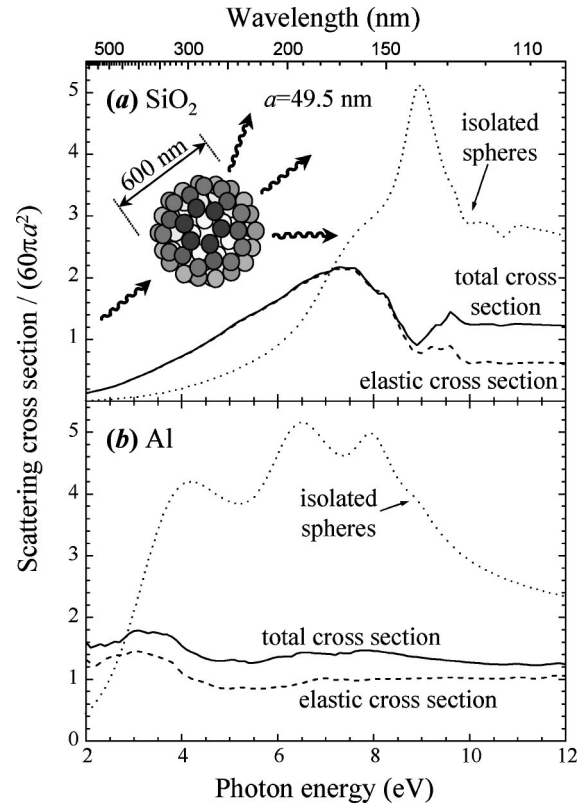 Wavelength (nm)
500 300 200 140 110
Scattering cross section / (60πa²)
5
4
3
2
1
(a) SiO₂
a=49.5 nm
600 nm
isolated
spheres
total cross
section
elastic cross section
5
4
3
2
1
0
(b) Al
isolated
spheres
total cross section
elastic cross section
2 4 6 8 10 12
Photon energy (eV)